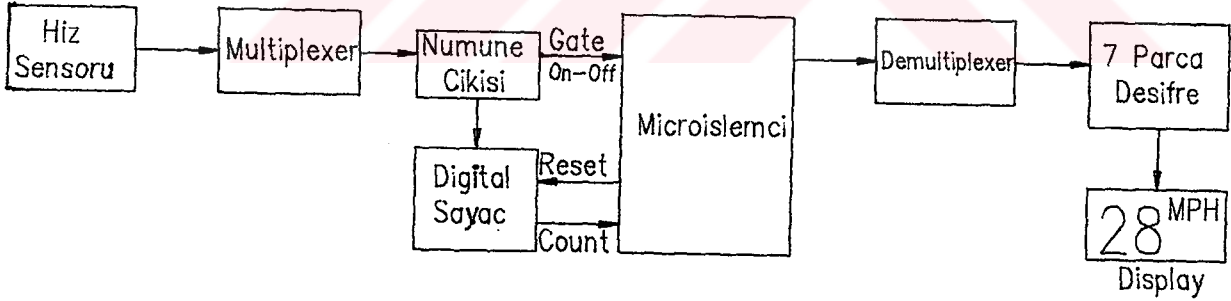 Hiz
Sensoru
Multiplexer
Numune
Cikisi
Gate
On-Off
Digital
Sayaç
Reset
Count
Microislemci
Demultiplexer
7 Parca
Desifre
28 MPH
Display